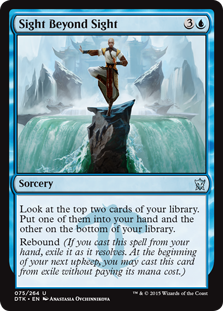 Sight Beyond Sight 3
Sorcery
Look at the top two cards of your library.
Put one of them into your hand and the
other on the bottom of your library.
Rebound (If you cast this spell from your
hand, exile it as it resolves. At the beginning
of your next upkeep, you may cast this card
from exile without paying its mana cost.)
075/264 U
DTK • EN Anastasia Ovchinnikova
™ & © 2015 Wizards of the Coast